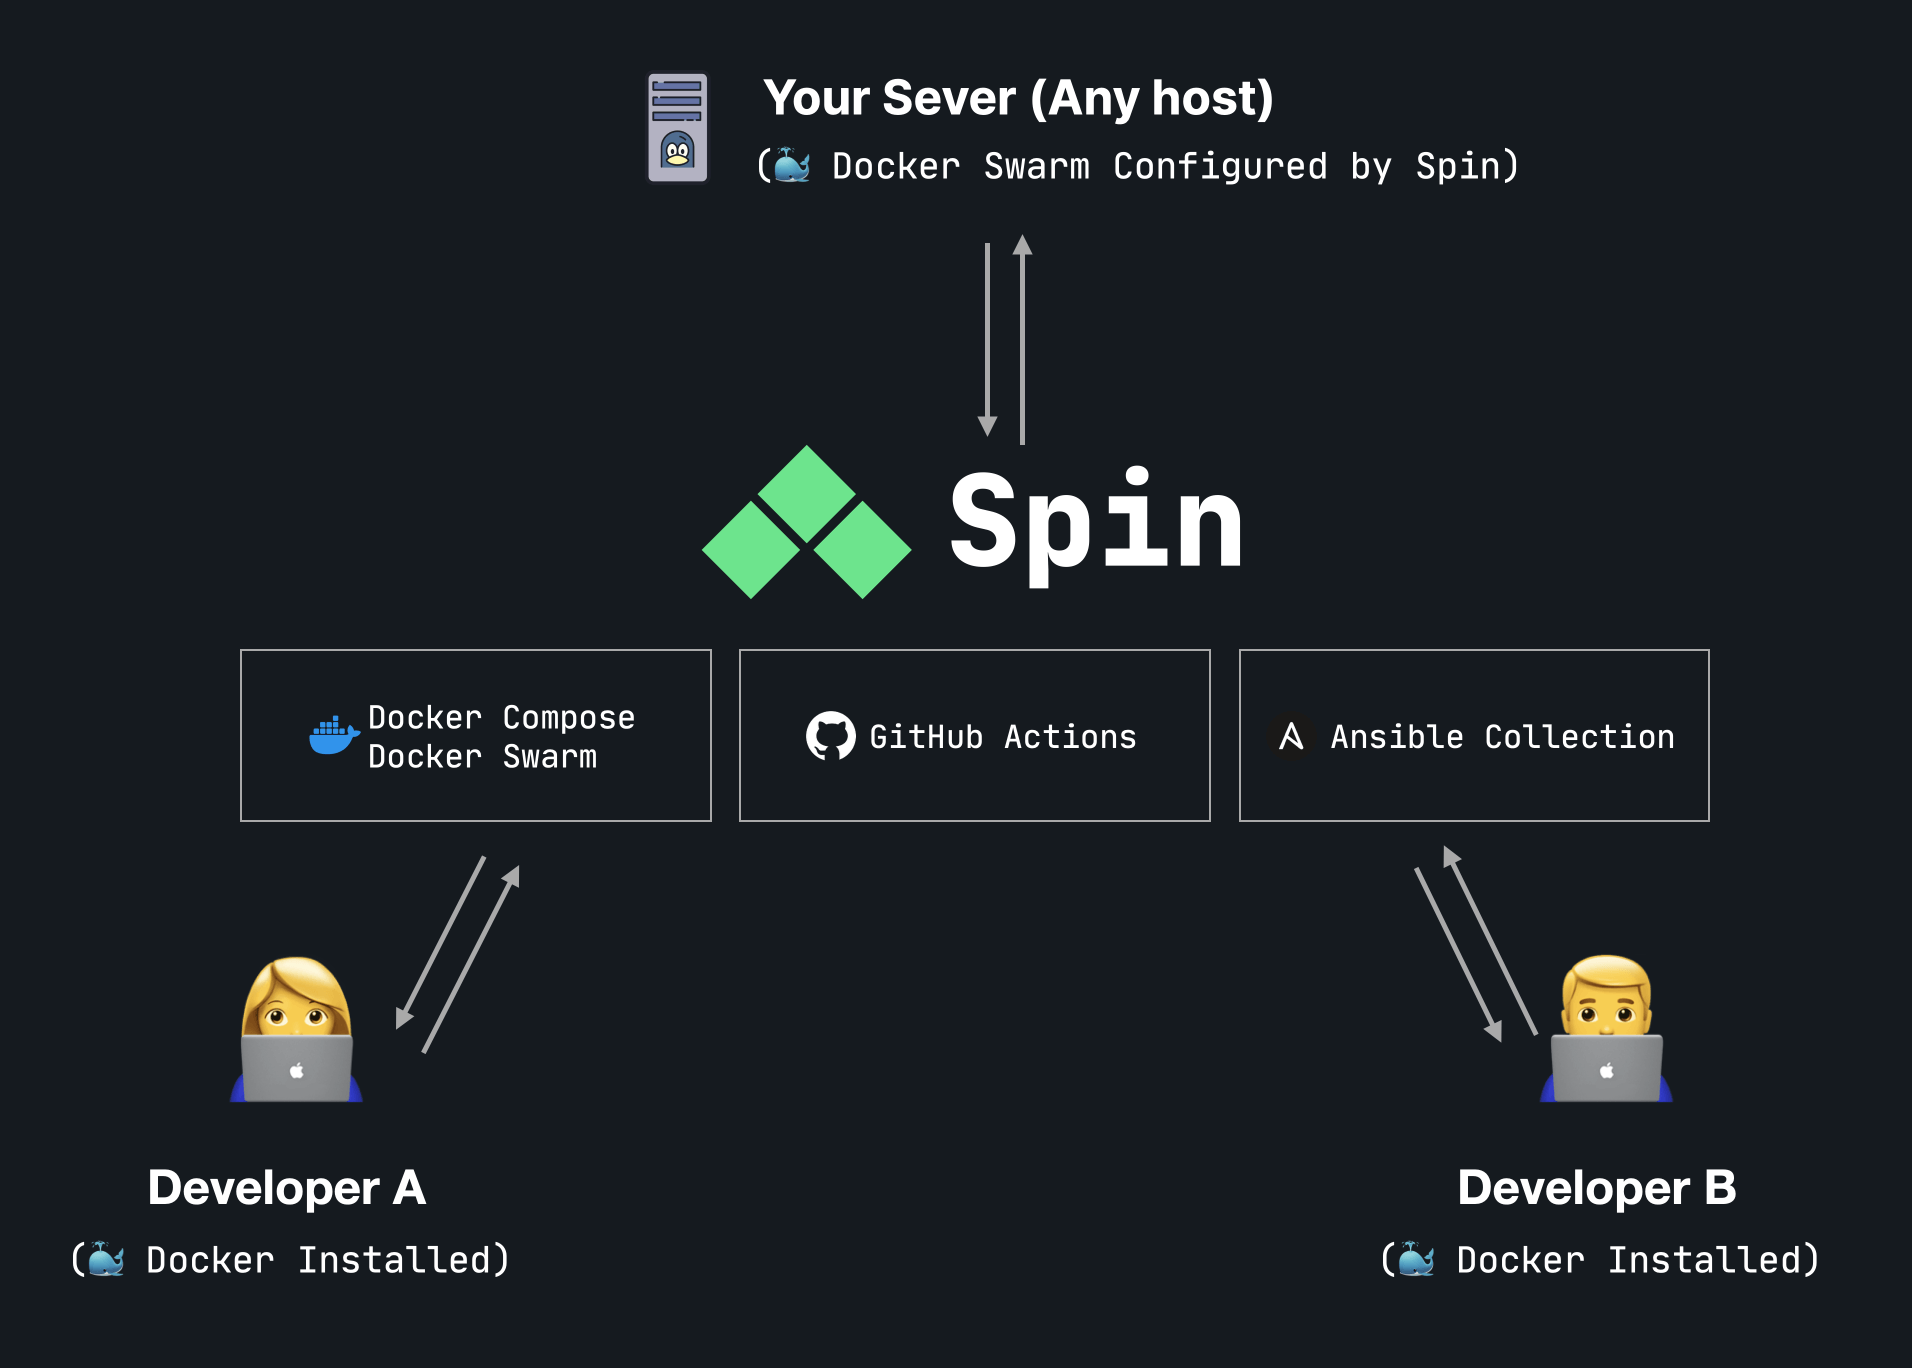 Your Sever (Any host)
(🐳 Docker Swarm Configured by Spin)
Spin
Docker Compose
Docker Swarm
GitHub Actions
Ansible Collection
Developer A
(🐳 Docker Installed)
Developer B
(🐳 Docker Installed)